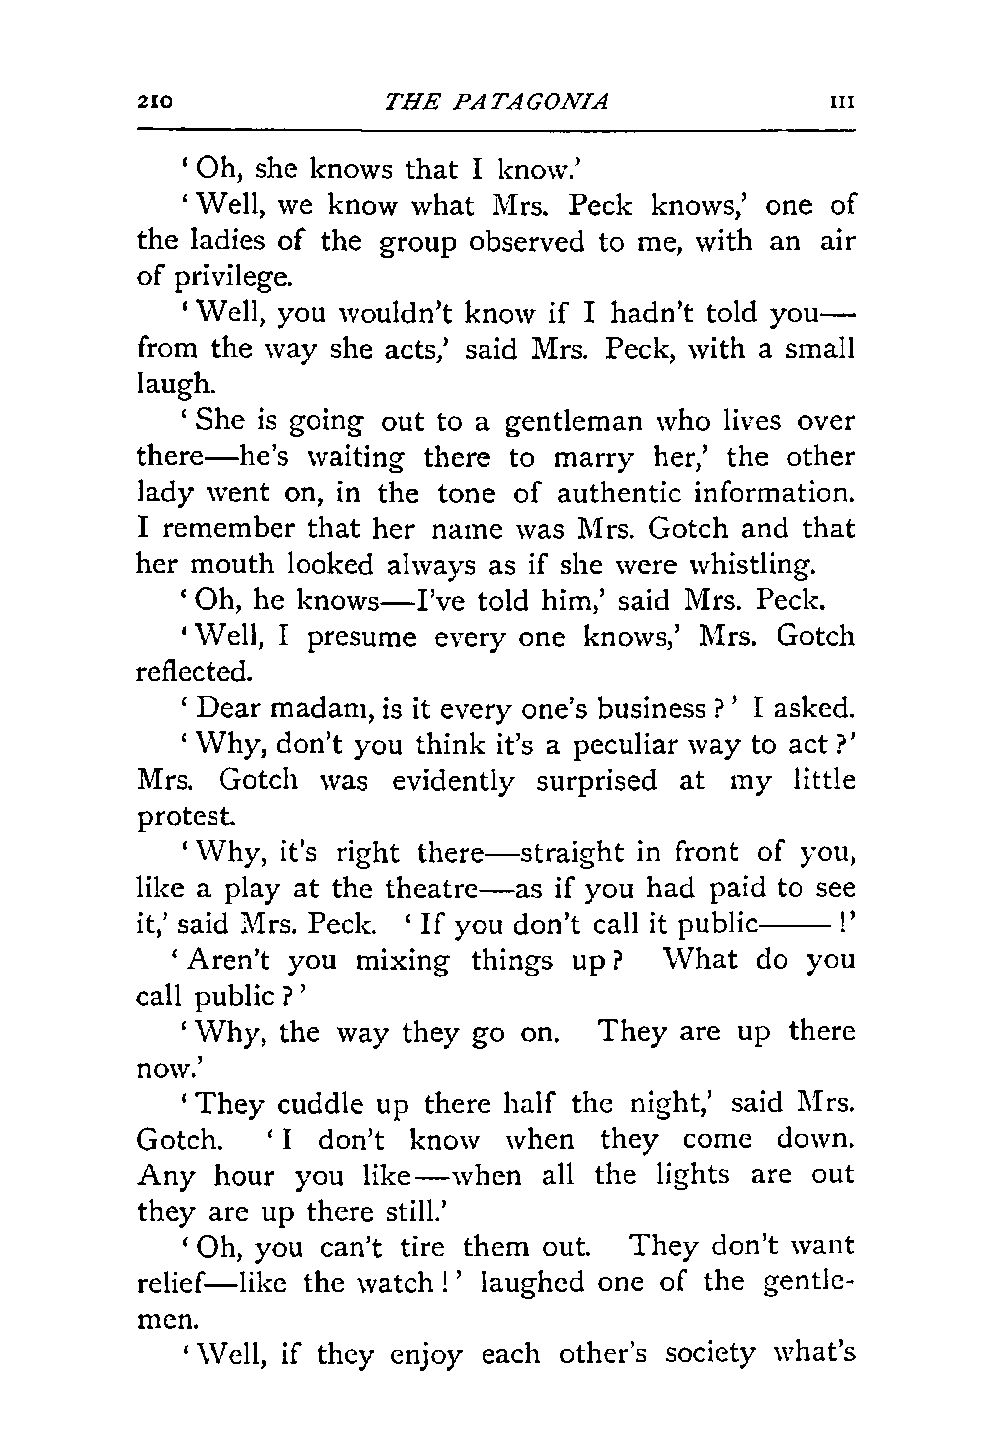 210 THE PATAGONIA III
‘Oh, she knows that I know.’
‘Well, we know what Mrs. Peck knows,’ one of
the ladies of the group observed to me, with an air
of privilege.
‘Well, you wouldn’t know if I hadn’t told you—
from the way she acts,’ said Mrs. Peck, with a small
laugh.
‘She is going out to a gentleman who lives over
there—he’s waiting there to marry her,’ the other
lady went on, in the tone of authentic information.
I remember that her name was Mrs. Gotch and that
her mouth looked always as if she were whistling.
‘Oh, he knows—I’ve told him,’ said Mrs. Peck.
‘Well, I presume every one knows,’ Mrs. Gotch
reflected.
‘Dear madam, is it every one’s business?’ I asked.
‘Why, don’t you think it’s a peculiar way to act?’
Mrs. Gotch was evidently surprised at my little
protest.
‘Why, it's right there—straight in front of you,
like a play at the theatre—as if you had paid to see
it,’ said Mrs. Peck. ‘If you don’t call it public——!’
‘Aren’t you mixing things up? What do you
call public?’
‘Why, the way they go on. They are up there
now.’
‘They cuddle up there half the night,’ said Mrs.
Gotch. ‘I don’t know when they come down.
Any hour you like—when all the lights are out
they are up there still.’
‘Oh, you can’t tire them out. They don’t want
relief—like the watch!’ laughed one of the gentle-
men.
‘Well, if they enjoy each other’s society what’s